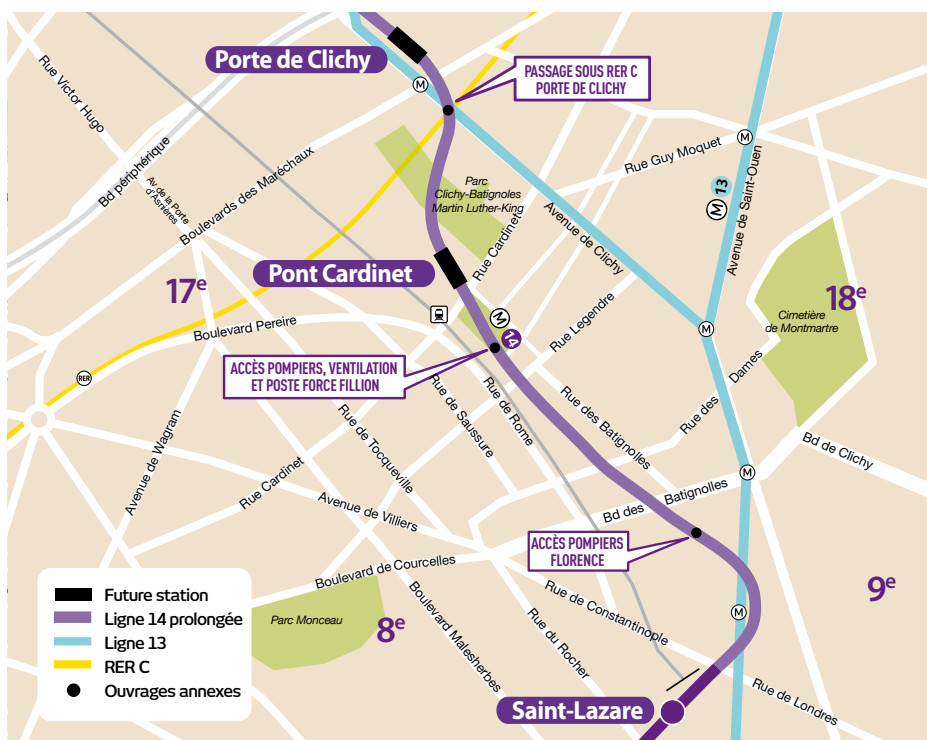 Porte de Clichy
PASSAGE SOUS RER C
PORTE DE CLICHY
M
M
Rue Victor Hugo
Bd périphérique
Av de la Porte
d'Asnières
Boulevards des Maréchaux
Parc
Clichy-Batignoles
Martin Luther-King
Rue Guy Moquet
M 13
Avenue de Saint-Ouen
Avenue de Clichy
Rue Cardinet
Pont Cardinet
17e
18e
Cimetière
de Montmartre
Boulevard Pereire
M
14
M
Rue Legendre
ACCÈS POMPIERS, VENTILATION
ET POSTE FORCE FILLION
RER
Rue des Dames
Rue de Saussure
Rue de Rome
Rue des Batignolles
Rue de Tocqueville
Avenue de Wagram
Rue Cardinet
Bd de Clichy
M
Avenue de Villiers
Bd des Batignolles
ACCÈS POMPIERS
FLORENCE
Boulevard de Courcelles
Rue de Constantinople
M
9e
8e
Parc Monceau
Boulevard Malesherbes
Rue du Rocher
Rue de Londres
Saint-Lazare
Future station
Ligne 14 prolongée
Ligne 13
RER C
Ouvrages annexes